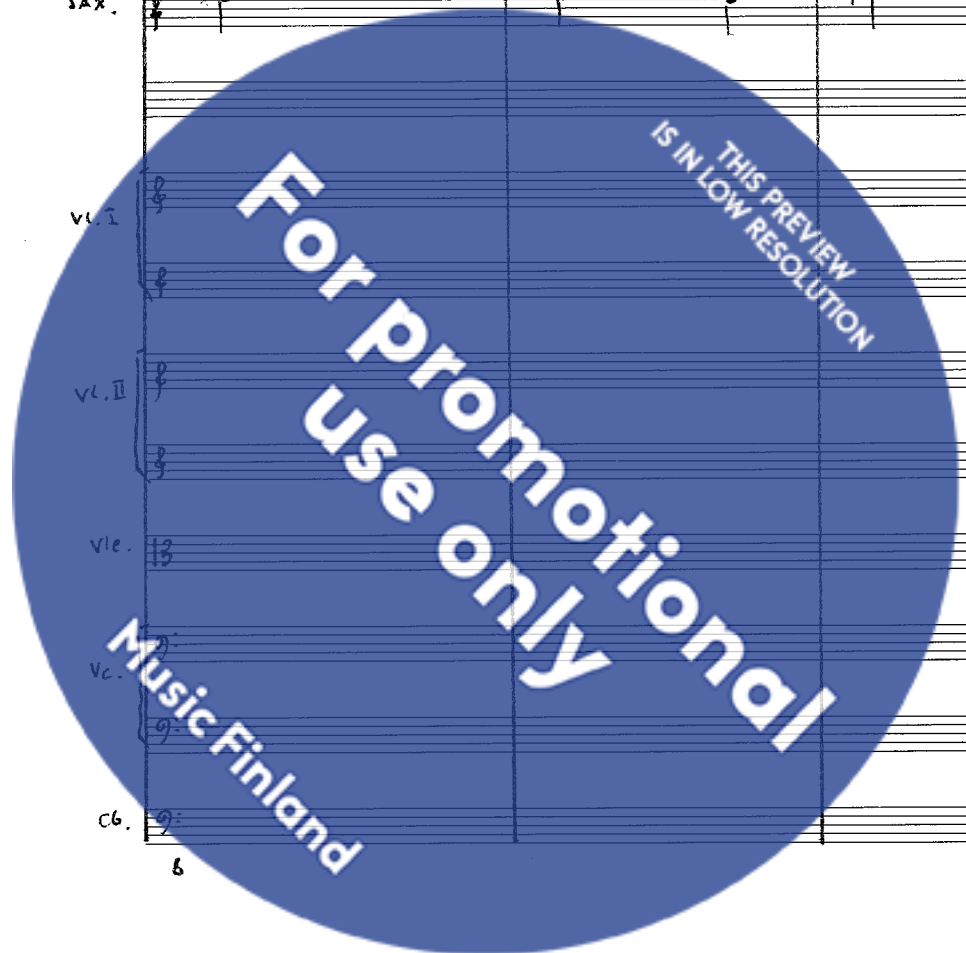 SAX.
THIS PREVIEW
IS IN LOW RESOLUTION
For promotional
use only
Music Finland
Vl. I
Vl. II
Vle.
Vc.
Cb.
6